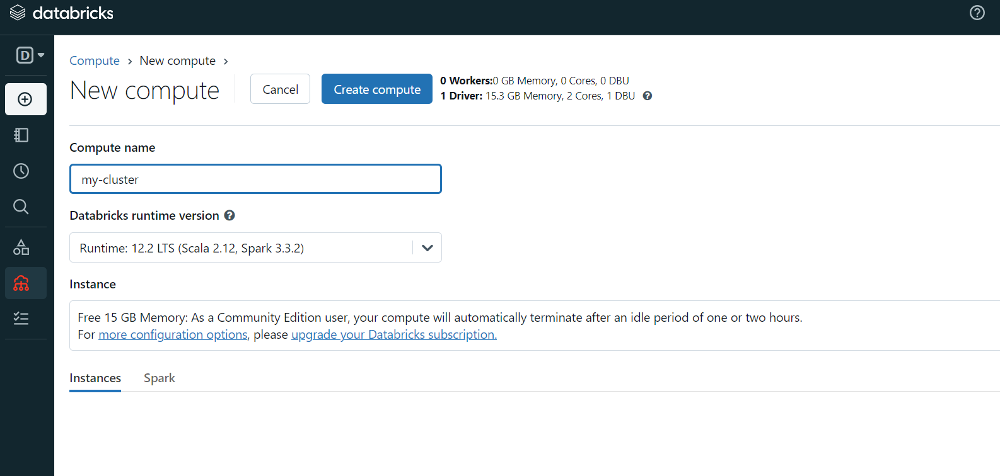 databricks
D
Compute > New compute >
New compute
Cancel
Create compute
0 Workers:0 GB Memory, 0 Cores, 0 DBU
1 Driver: 15.3 GB Memory, 2 Cores, 1 DBU
Compute name
my-cluster
Databricks runtime version
Runtime: 12.2 LTS (Scala 2.12, Spark 3.3.2)
Instance
Free 15 GB Memory: As a Community Edition user, your compute will automatically terminate after an idle period of one or two hours.
For more configuration options, please upgrade your Databricks subscription.
Instances
Spark